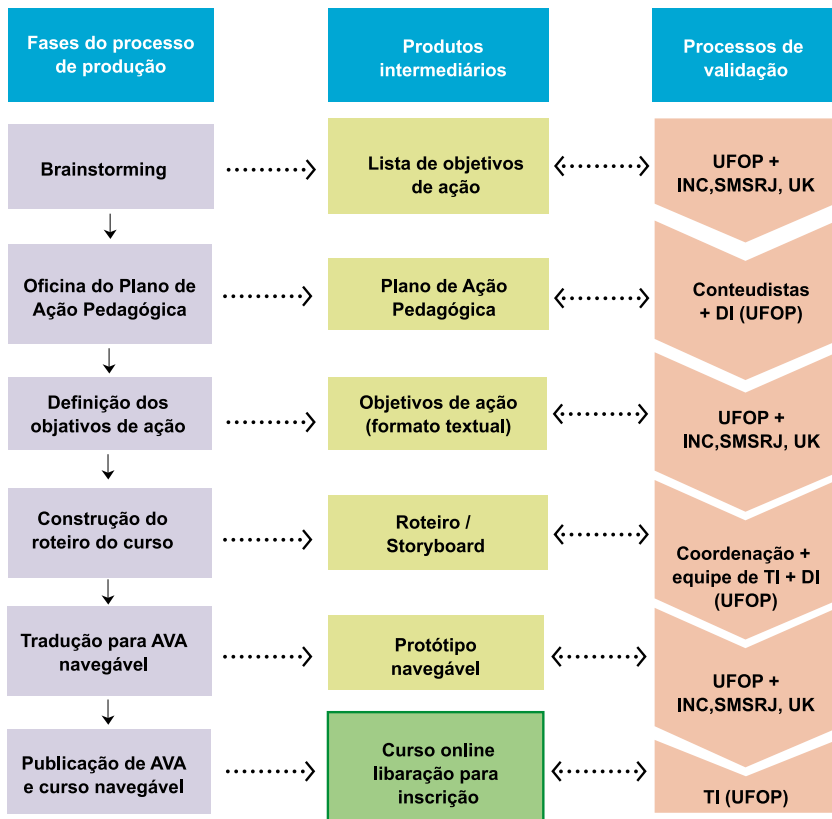 Fases do processo
de produção
Produtos
intermediários
Processos de
validação
Brainstorming
Lista de objetivos
de ação
UFOP +
INC,SMSRJ, UK
Oficina do Plano de
Ação Pedagógica
Plano de Ação
Pedagógica
Conteudistas
+ DI (UFOP)
Definição dos
objativos de ação
Objetivos de ação
(formato textual)
UFOP +
INC,SMSRJ, UK
Construção do
roteiro do curso
Roteiro /
Storyboard
Coordenação +
equipe de TI + DI
(UFOP)
Tradução para AVA
navegável
Protótipo
navegável
UFOP +
INC,SMSRJ, UK
Publicação de AVA
e curso navegável
Curso online
libaração para
inscrição
TI (UFOP)